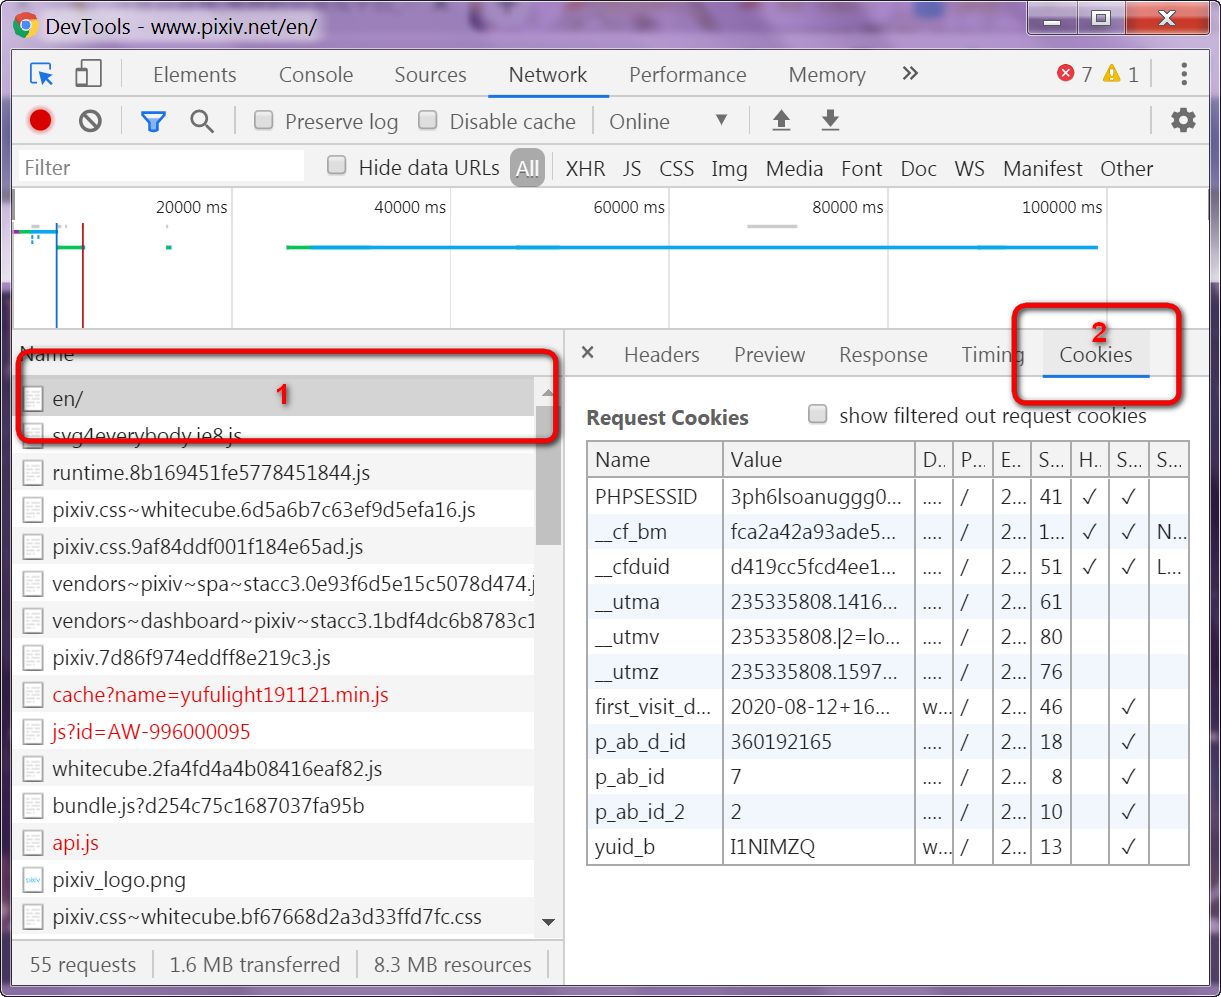 DevTools - www.pixiv.net/en/
Elements Console Sources Network Performance Memory » 7 1
Preserve log Disable cache Online
Filter Hide data URLs All XHR JS CSS Img Media Font Doc WS Manifest Other
20000 ms 40000 ms 60000 ms 80000 ms 100000 ms
Name
1
en/
svg4everybody.ie8.js
runtime.8b169451fe5778451844.js
pixiv.css~whitecube.6d5a6b7c63ef9d5efa16.js
pixiv.css.9af84ddf001f184e65ad.js
vendors~pixiv~spa~stacc3.0e93f6d5e15c5078d474.j
vendors~dashboard~pixiv~stacc3.1bdf4dc6b8783c1
pixiv.7d86f974eddff8e219c3.js
cache?name=yufulight191121.min.js
js?id=AW-996000095
whitecube.2fa4fd4a4b08416eaf82.js
bundle.js?d254c75c1687037fa95b
api.js
pixiv
pixiv_logo.png
pixiv.css~whitecube.bf67668d2a3d33ffd7fc.css
55 requests 1.6 MB transferred 8.3 MB resources
2
× Headers Preview Response Timing Cookies
Request Cookies show filtered out request cookies
Name Value D.. P... E... S... H.. S... S...
PHPSESSID 3ph6lsoanuggg0... .... / 2... 41 ✓ ✓
__cf_bm fca2a42a93ade5... .... / 2... 1... ✓ ✓ N...
__cfduid d419cc5fcd4ee1... .... / 2... 51 ✓ ✓ L...
__utma 235335808.1416... .... / 2... 61
__utmv 235335808.|2=lo... .... / 2... 80
__utmz 235335808.1597... .... / 2... 76
first_visit_d... 2020-08-12+16... w... / 2... 46 ✓
p_ab_d_id 360192165 .... / 2... 18 ✓
p_ab_id 7 .... / 2... 8 ✓
p_ab_id_2 2 .... / 2... 10 ✓
yuid_b I1NIMZQ w... / 2... 13 ✓